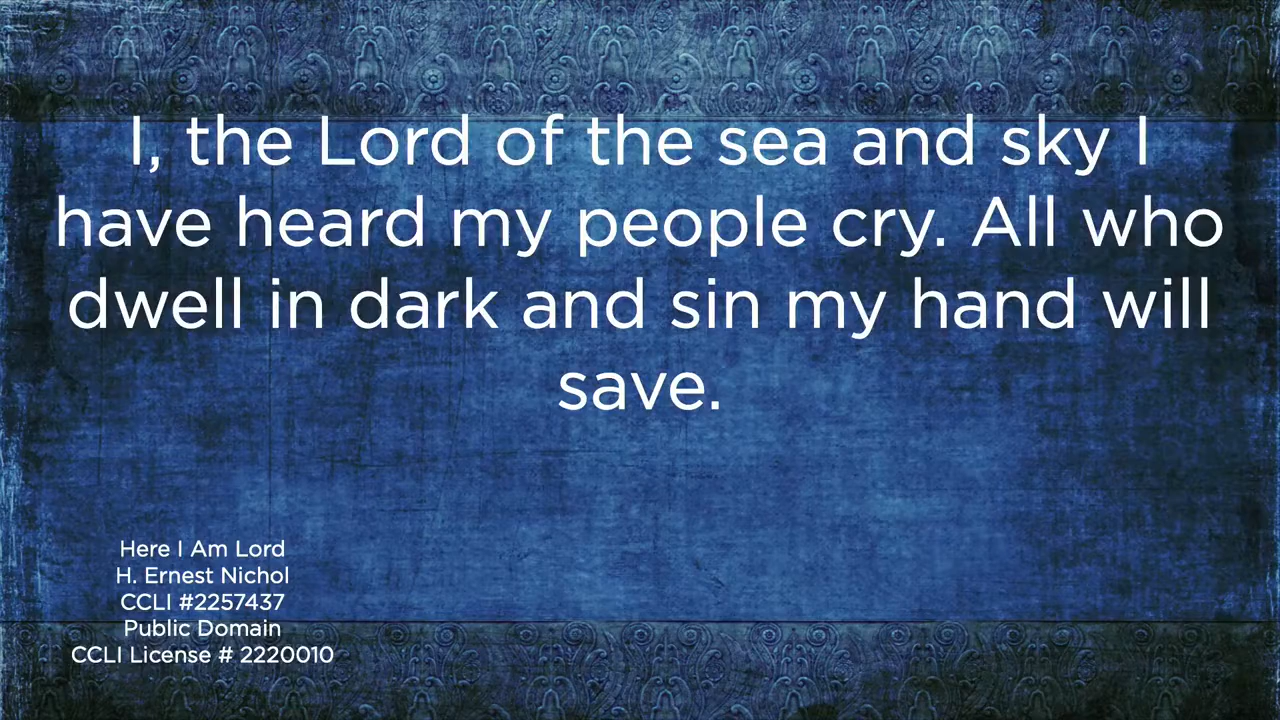 I, the Lord of the sea and sky I
have heard my people cry. All who
dwell in dark and sin my hand will
save.
Here I Am Lord
H. Ernest Nichol
CCLI #2257437
Public Domain
CCLI License # 2220010